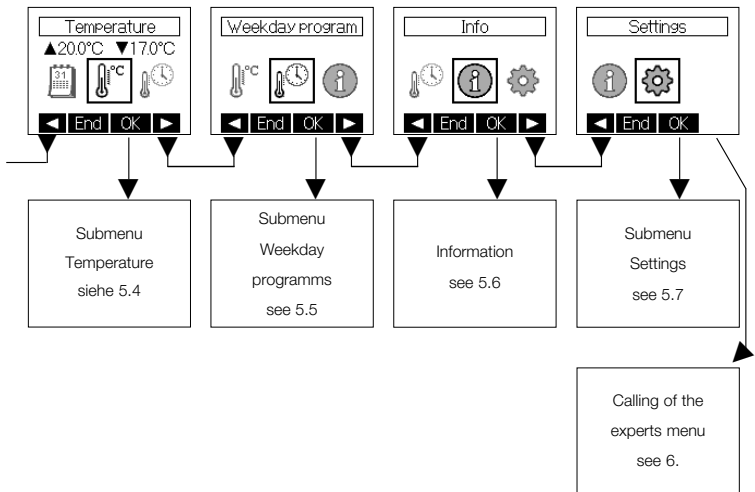 Temperature
▲20.0°C ▼17.0°C
31
°C
◄ End OK ►
Weekday program
°C
◄ End OK ►
Info
i
◄ End OK ►
Settings
i
◄ End OK
Submenu
Temperature
siehe 5.4
Submenu
Weekday
programms
see 5.5
Information
see 5.6
Submenu
Settings
see 5.7
Calling of the
experts menu
see 6.